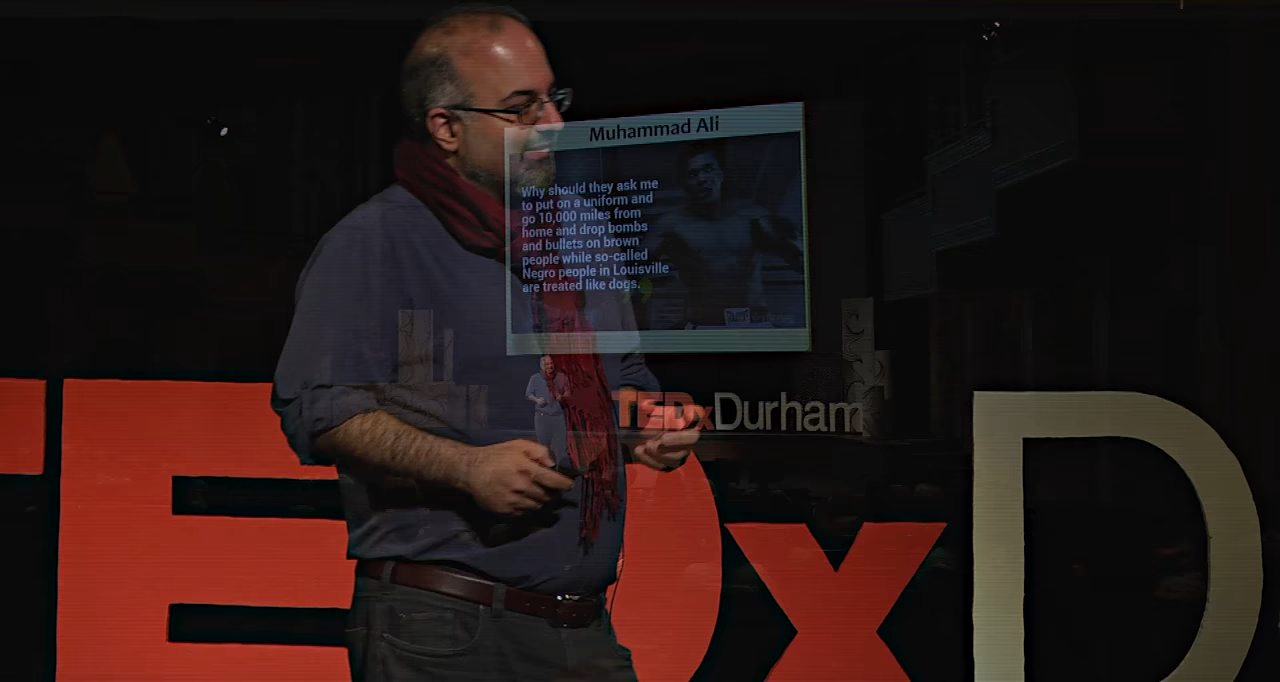 Muhammad Ali
Why should they ask me
to put on a uniform and
go 10,000 miles from
home and drop bombs
and bullets on brown
people while so-called
Negro people in Louisville
are treated like dogs.
TEDxDurham
TEDxD